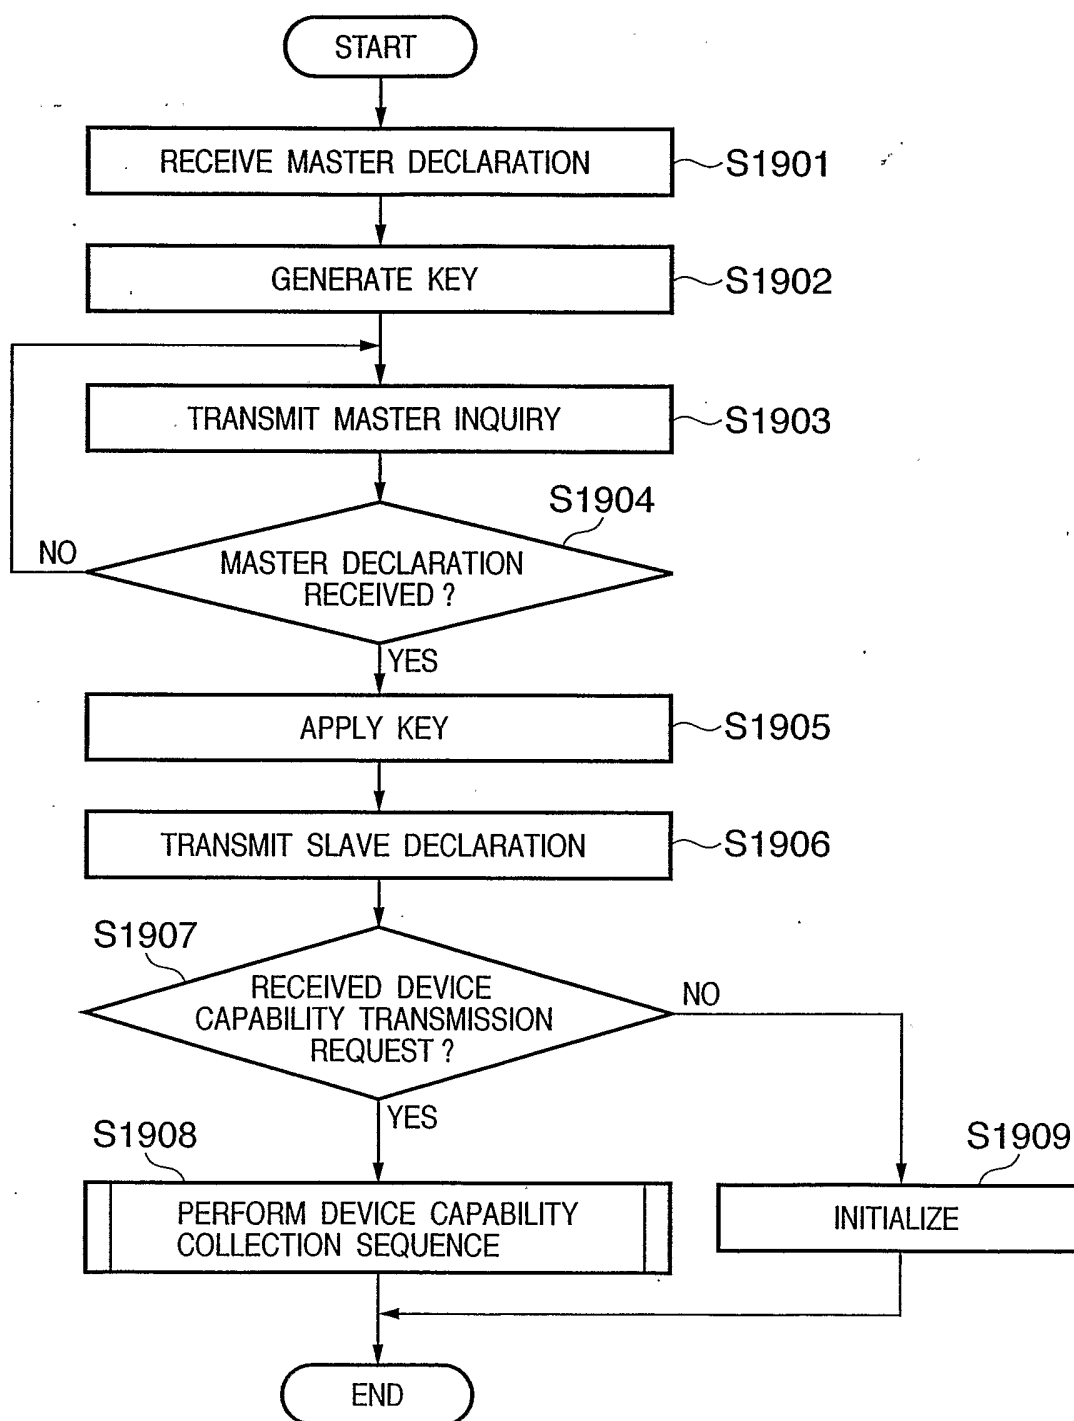 START
RECEIVE MASTER DECLARATION
S1901
GENERATE KEY
S1902
TRANSMIT MASTER INQUIRY
S1903
S1904
NO
MASTER DECLARATION
RECEIVED ?
YES
APPLY KEY
S1905
TRANSMIT SLAVE DECLARATION
S1906
S1907
RECEIVED DEVICE
CAPABILITY TRANSMISSION
REQUEST ?
NO
YES
S1908
S1909
PERFORM DEVICE CAPABILITY
COLLECTION SEQUENCE
INITIALIZE
END